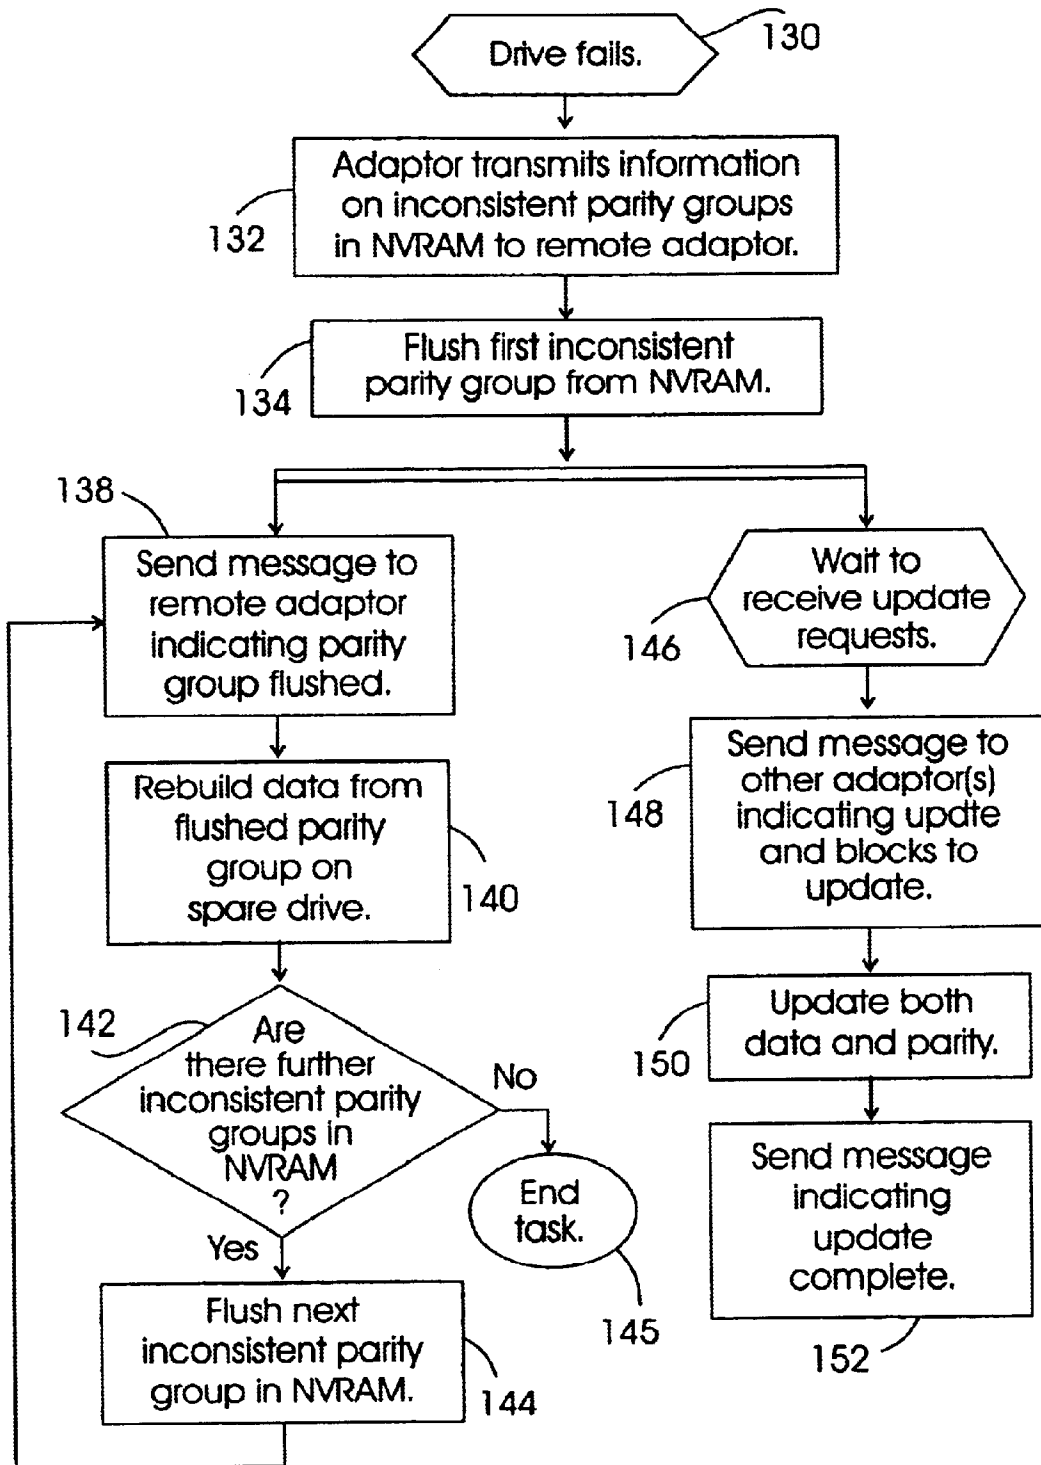 Drive fails.
130
Adaptor transmits information
on inconsistent parity groups
in NVRAM to remote adaptor.
132
Flush first inconsistent
parity group from NVRAM.
134
138
Send message to
remote adaptor
indicating parity
group flushed.
Rebuild data from
flushed parity
group on
spare drive.
140
142
Are
there further
inconsistent parity
groups in
NVRAM
?
No
Yes
End
task.
145
Flush next
inconsistent parity
group in NVRAM.
144
Wait to
receive update
requests.
146
Send message to
other adaptor(s)
indicating updte
and blocks to
update.
148
Update both
data and parity.
150
Send message
indicating
update
complete.
152